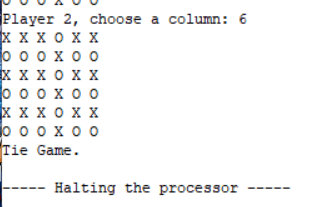 O O O X O O
Player 2, choose a column: 6
X X X O X X
O O O X O O
X X X O X X
O O O X O O
X X X O X X
O O O X O O
Tie Game.
----- Halting the processor -----